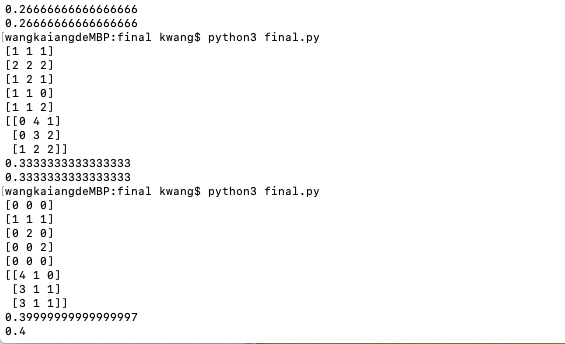 0.26666666666666666
0.26666666666666666
[wangkaiangdeMBP:final kwang$ python3 final.py
[1 1 1]
[2 2 2]
[1 2 1]
[1 1 0]
[1 1 2]
[[0 4 1]
 [0 3 2]
 [1 2 2]]
0.3333333333333333
0.3333333333333333
[wangkaiangdeMBP:final kwang$ python3 final.py
[0 0 0]
[1 1 1]
[0 2 0]
[0 0 2]
[0 0 0]
[[4 1 0]
 [3 1 1]
 [3 1 1]]
0.39999999999999997
0.4